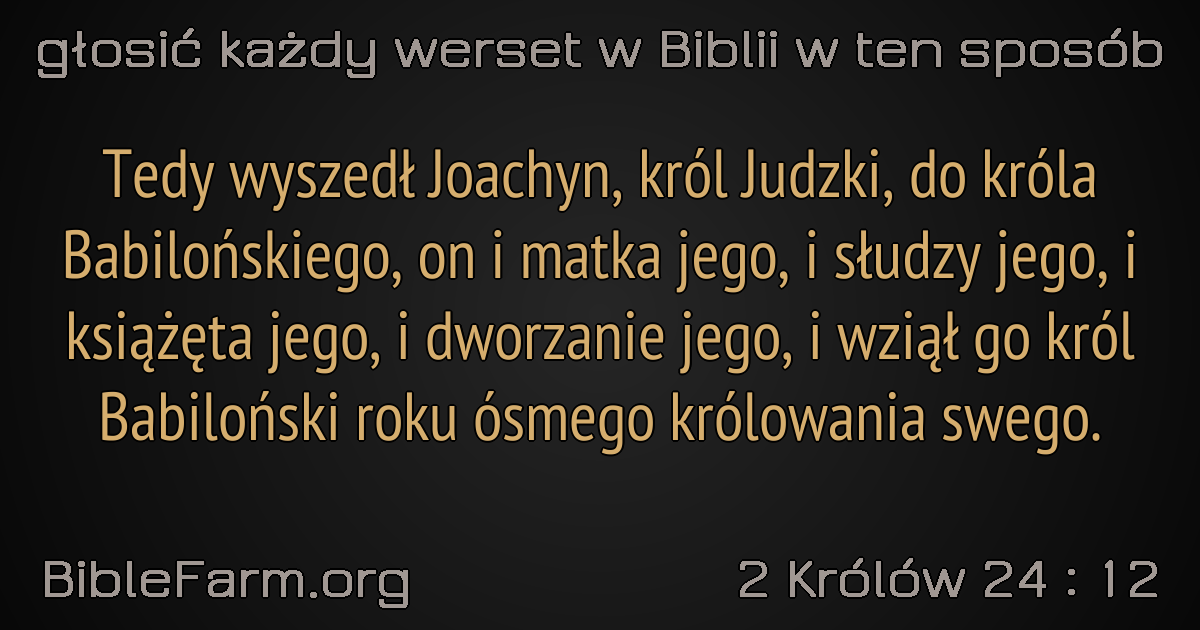 głosić każdy werset w Biblii w ten sposób
Tedy wyszedł Joachyn, król Judzki, do króla
Babilońskiego, on i matka jego, i słudzy jego, i
książęta jego, i dworzanie jego, i wziął go król
Babiloński roku ósmego królowania swego.
BibleFarm.org
2 Królów 24 : 12